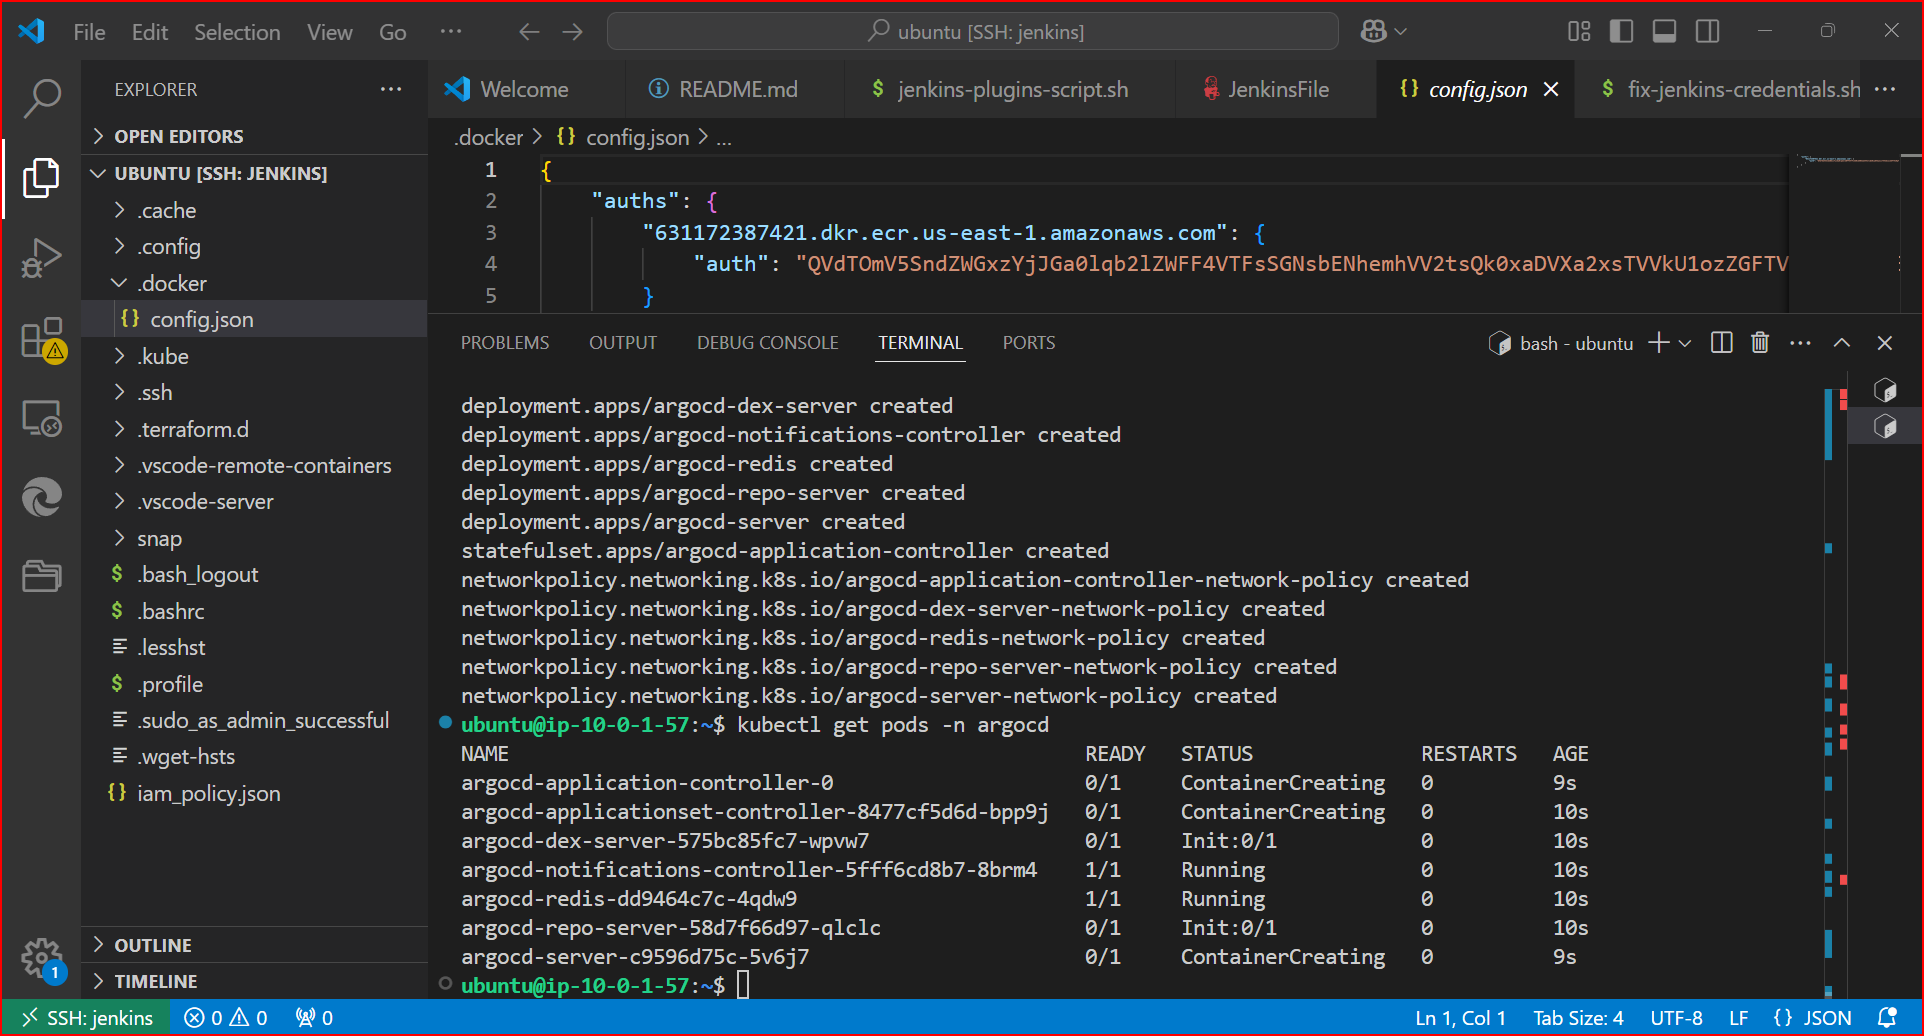 File Edit Selection View Go ··· ubuntu [SSH: jenkins]
EXPLORER ···
OPEN EDITORS
UBUNTU [SSH: JENKINS]
.cache
.config
.docker
{} config.json
.kube
.ssh
.terraform.d
.vscode-remote-containers
.vscode-server
snap
$ .bash_logout
$ .bashrc
.lesshst
$ .profile
.sudo_as_admin_successful
.wget-hsts
{} iam_policy.json
OUTLINE
TIMELINE
1
Welcome README.md $ jenkins-plugins-script.sh JenkinsFile {} config.json $ fix-jenkins-credentials.sh ···
.docker > {} config.json > ...
1 {
2 "auths": {
3 "631172387421.dkr.ecr.us-east-1.amazonaws.com": {
4 "auth": "QVdTOmV5SndZWGxzYjJGa0lqb2lZWFF4VTFsSGNsbENhemhVV2tsQk0xaDVXa2xsTVVkU1ozZGFTV
5 }
PROBLEMS OUTPUT DEBUG CONSOLE TERMINAL PORTS bash - ubuntu ···
deployment.apps/argocd-dex-server created
deployment.apps/argocd-notifications-controller created
deployment.apps/argocd-redis created
deployment.apps/argocd-repo-server created
deployment.apps/argocd-server created
statefulset.apps/argocd-application-controller created
networkpolicy.networking.k8s.io/argocd-application-controller-network-policy created
networkpolicy.networking.k8s.io/argocd-dex-server-network-policy created
networkpolicy.networking.k8s.io/argocd-redis-network-policy created
networkpolicy.networking.k8s.io/argocd-repo-server-network-policy created
networkpolicy.networking.k8s.io/argocd-server-network-policy created
ubuntu@ip-10-0-1-57:~$ kubectl get pods -n argocd
NAME READY STATUS RESTARTS AGE
argocd-application-controller-0 0/1 ContainerCreating 0 9s
argocd-applicationset-controller-8477cf5d6d-bpp9j 0/1 ContainerCreating 0 10s
argocd-dex-server-575bc85fc7-wpvw7 0/1 Init:0/1 0 10s
argocd-notifications-controller-5fff6cd8b7-8brm4 1/1 Running 0 10s
argocd-redis-dd9464c7c-4qdw9 1/1 Running 0 10s
argocd-repo-server-58d7f66d97-qlclc 0/1 Init:0/1 0 10s
argocd-server-c9596d75c-5v6j7 0/1 ContainerCreating 0 9s
ubuntu@ip-10-0-1-57:~$
SSH: jenkins 0 0 0 Ln 1, Col 1 Tab Size: 4 UTF-8 LF {} JSON